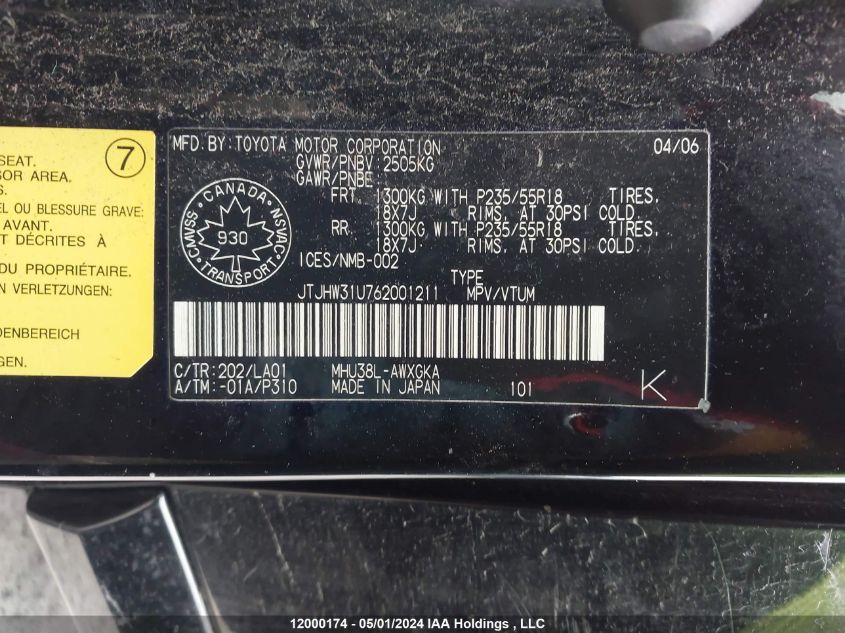 7
SEAT.
SOR AREA.
S.
EL OU BLESSURE GRAVE:
AVANT.
T DÉCRITES À
DU PROPRIÉTAIRE.
EN VERLETZUNGEN
DENBEREICH
GEN.
MFD.BY:TOYOTA MOTOR CORPORATION 04/06
GVWR/PNBV 2505KG
GAWR/PNBE
FRT. 1300KG WITH P235/55R18 TIRES.
18X7J RIMS, AT 30PSI COLD.
RR. 1300KG WITH P235/55R18 TIRES.
18X7J RIMS, AT 30PSI COLD.
CANADA
CMVSS 930 NSVAC
TRANSPORT
ICES/NMB-002
TYPE
JTJHW31U762001211 MPV/VTUM
C/TR:202/LA01 MHU38L-AWXGKA
A/TM:-01A/P310 MADE IN JAPAN 101 K
12000174 - 05/01/2024 IAA Holdings , LLC